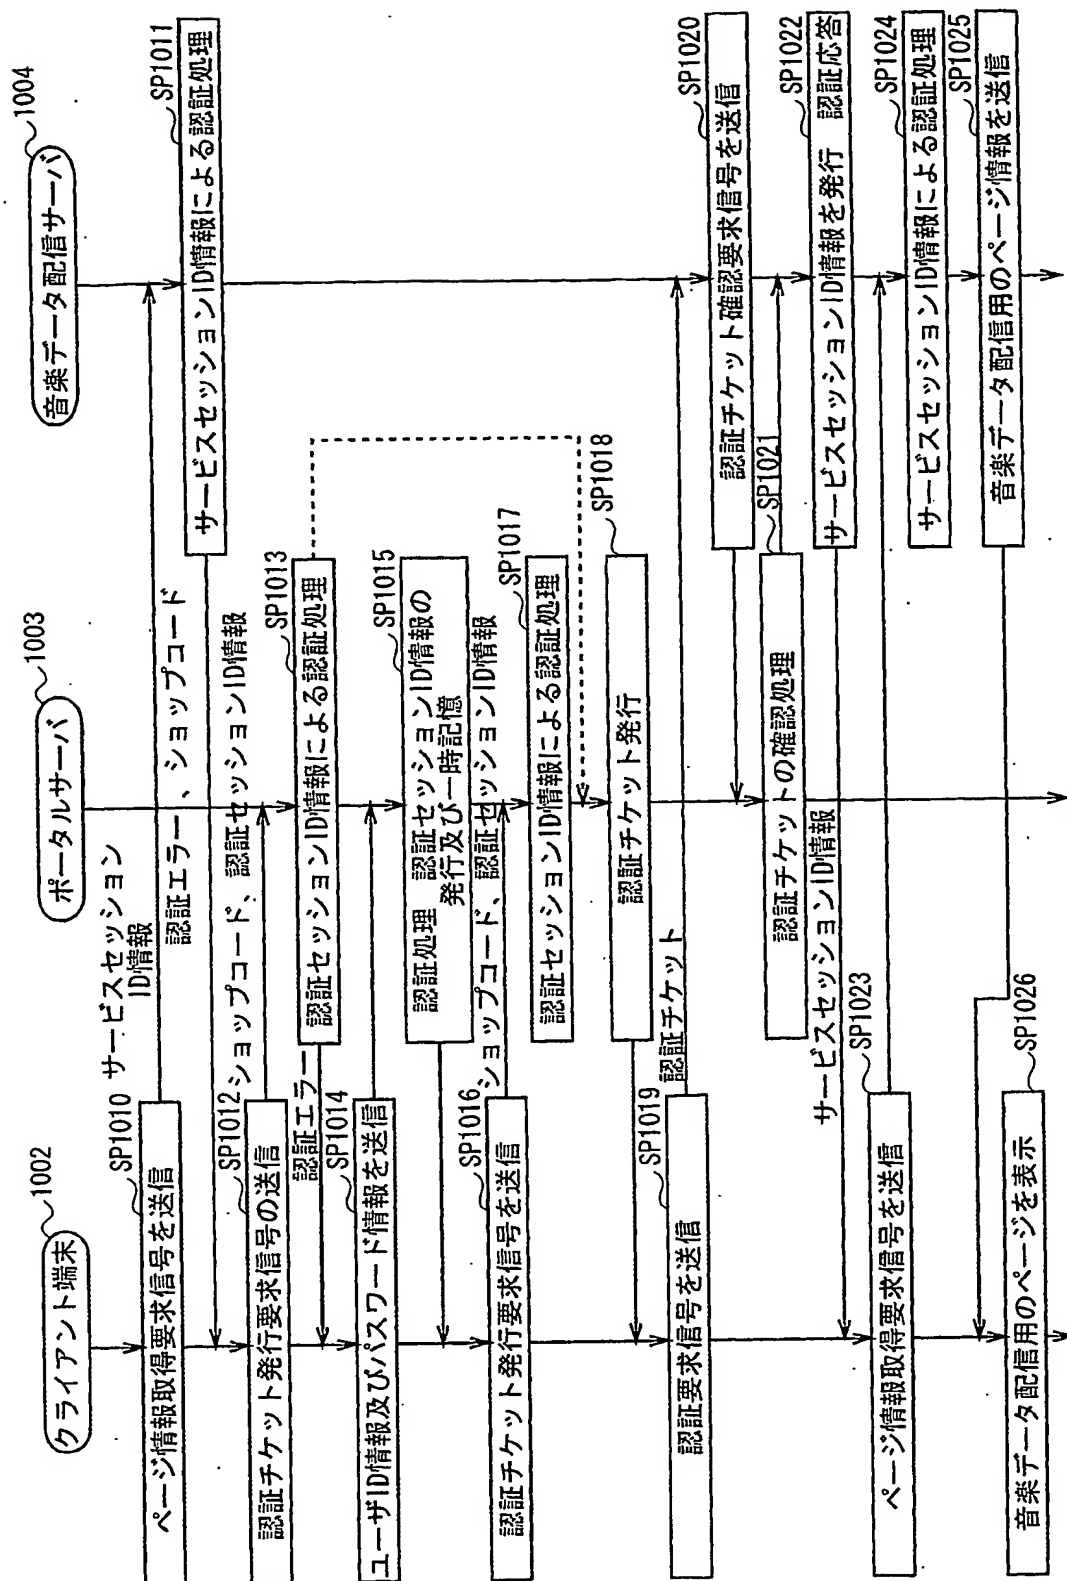 クライアント端末
1002
ポータルサーバ
1003
音楽データ配信サーバ
1004
SP1010
ページ情報取得要求信号を送信
サービスセッション
ID情報
SP1011
サービスセッションID情報による認証処理
認証エラー、ショップコード
SP1012
認証チケット発行要求信号の送信
ショップコード、認証セッションID情報
SP1013
認証セッションID情報による認証処理
認証エラー
SP1014
ユーザID情報及びパスワード情報を送信
SP1015
認証処理 認証セッションID情報の
発行及び一時記憶
SP1016
認証チケット発行要求信号を送信
ショップコード、認証セッションID情報
SP1017
認証セッションID情報による認証処理
SP1018
認証チケット発行
SP1019
認証要求信号を送信
認証チケット
SP1020
認証チケット確認要求信号を送信
SP1021
認証チケットの確認処理
SP1022
サービスセッションID情報を発行 認証応答
サービスセッションID情報
SP1023
ページ情報取得要求信号を送信
SP1024
サービスセッションID情報による認証処理
SP1025
音楽データ配信用のページ情報を送信
SP1026
音楽データ配信用のページを表示